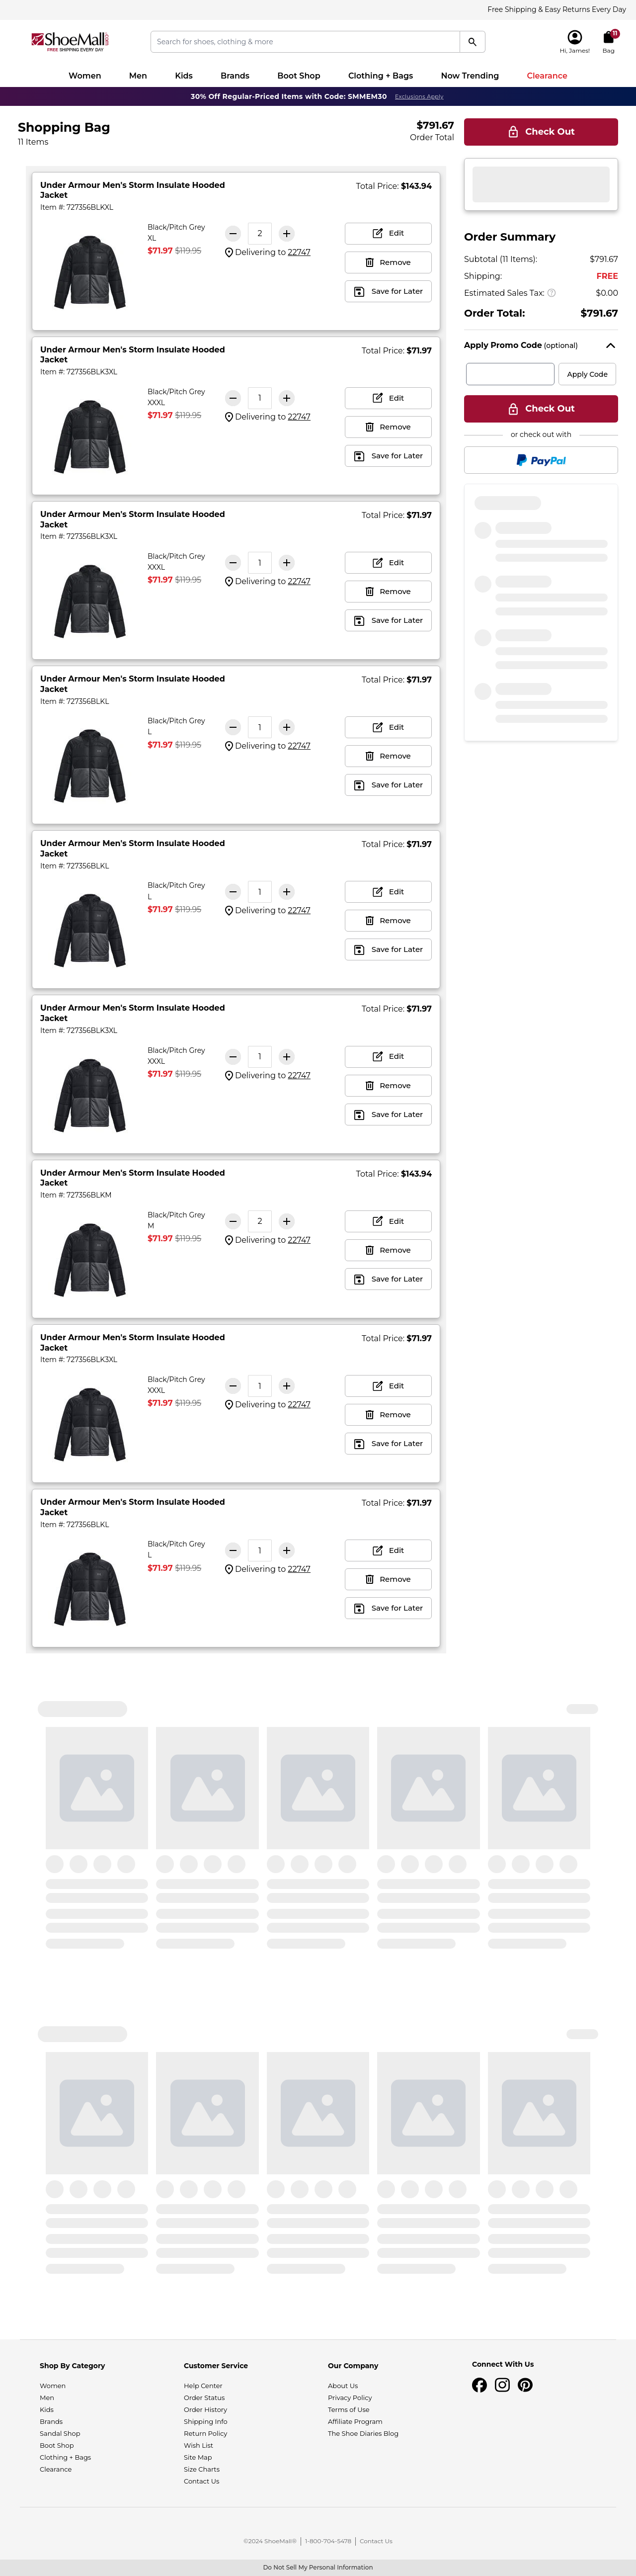 Free Shipping & Easy Returns Every Day
ShoeMall.com
FREE SHIPPING EVERY DAY
Search for shoes, clothing & more
Hi, James!
11
Bag
Women Men Kids Brands Boot Shop Clothing + Bags Now Trending Clearance
30% Off Regular-Priced Items with Code: SMMEM30 Exclusions Apply
Shopping Bag
11 Items
$791.67
Order Total
Check Out
Under Armour Men's Storm Insulate Hooded
Jacket
Item #: 727356BLKXL
Total Price: $143.94
Black/Pitch Grey
XL
$71.97 $119.95
2
Delivering to 22747
Edit
Remove
Save for Later
Under Armour Men's Storm Insulate Hooded
Jacket
Item #: 727356BLK3XL
Total Price: $71.97
Black/Pitch Grey
XXXL
$71.97 $119.95
1
Delivering to 22747
Edit
Remove
Save for Later
Under Armour Men's Storm Insulate Hooded
Jacket
Item #: 727356BLK3XL
Total Price: $71.97
Black/Pitch Grey
XXXL
$71.97 $119.95
1
Delivering to 22747
Edit
Remove
Save for Later
Under Armour Men's Storm Insulate Hooded
Jacket
Item #: 727356BLKL
Total Price: $71.97
Black/Pitch Grey
L
$71.97 $119.95
1
Delivering to 22747
Edit
Remove
Save for Later
Under Armour Men's Storm Insulate Hooded
Jacket
Item #: 727356BLKL
Total Price: $71.97
Black/Pitch Grey
L
$71.97 $119.95
1
Delivering to 22747
Edit
Remove
Save for Later
Under Armour Men's Storm Insulate Hooded
Jacket
Item #: 727356BLK3XL
Total Price: $71.97
Black/Pitch Grey
XXXL
$71.97 $119.95
1
Delivering to 22747
Edit
Remove
Save for Later
Under Armour Men's Storm Insulate Hooded
Jacket
Item #: 727356BLKM
Total Price: $143.94
Black/Pitch Grey
M
$71.97 $119.95
2
Delivering to 22747
Edit
Remove
Save for Later
Under Armour Men's Storm Insulate Hooded
Jacket
Item #: 727356BLK3XL
Total Price: $71.97
Black/Pitch Grey
XXXL
$71.97 $119.95
1
Delivering to 22747
Edit
Remove
Save for Later
Under Armour Men's Storm Insulate Hooded
Jacket
Item #: 727356BLKL
Total Price: $71.97
Black/Pitch Grey
L
$71.97 $119.95
1
Delivering to 22747
Edit
Remove
Save for Later
Order Summary
Subtotal (11 Items): $791.67
Shipping: FREE
Estimated Sales Tax: ? $0.00
Order Total: $791.67
Apply Promo Code (optional)
Apply Code
Check Out
or check out with
PayPal
Shop By Category
Women
Men
Kids
Brands
Sandal Shop
Boot Shop
Clothing + Bags
Clearance
Customer Service
Help Center
Order Status
Order History
Shipping Info
Return Policy
Wish List
Site Map
Size Charts
Contact Us
Our Company
About Us
Privacy Policy
Terms of Use
Affiliate Program
The Shoe Diaries Blog
Connect With Us
©2024 ShoeMall® 1-800-704-5478 Contact Us
Do Not Sell My Personal Information